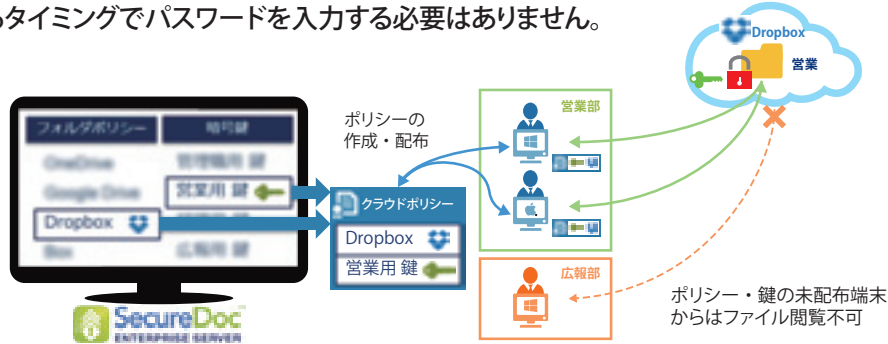 るタイミングでパスワードを入力する必要はありません。
Dropbox
営業
フォルダポリシー
暗号鍵
OneDrive
管理職用 鍵
Google Drive
営業用 鍵
Dropbox
Box
広報用 鍵
SecureDoc
ENTERPRISE SERVER
ポリシーの
作成・配布
クラウドポリシー
Dropbox
営業用 鍵
営業部
広報部
ポリシー・鍵の未配布端末
からはファイル閲覧不可